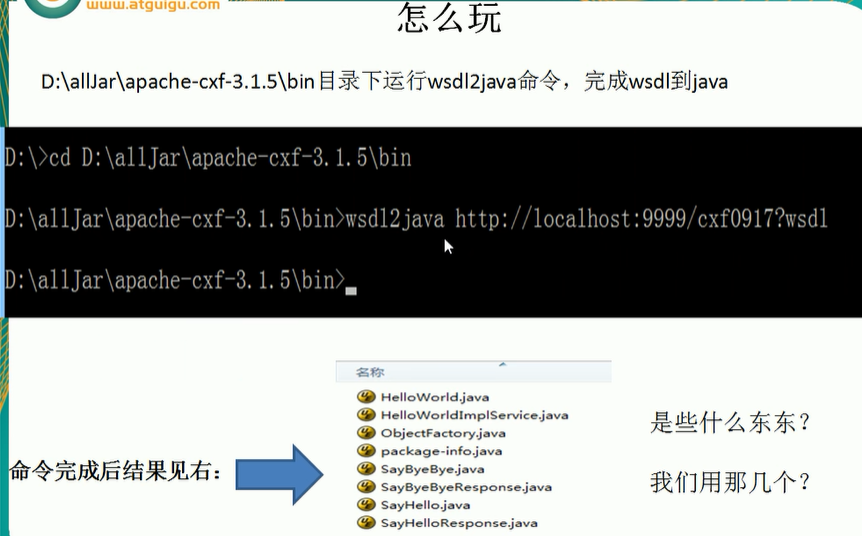 www.atguigu.com
怎么玩
D:\allJar\apache-cxf-3.1.5\bin目录下运行wsdl2java命令，完成wsdl到java
D:\>cd D:\allJar\apache-cxf-3.1.5\bin
D:\allJar\apache-cxf-3.1.5\bin>wsdl2java http://localhost:9999/cxf0917?wsdl
D:\allJar\apache-cxf-3.1.5\bin>
名称
HelloWorld.java
HelloWorldImplService.java
ObjectFactory.java
package-info.java
SayByeBye.java
SayByeByeResponse.java
SayHello.java
SayHelloResponse.java
命令完成后结果见右：
是些什么东东？
我们用那几个？